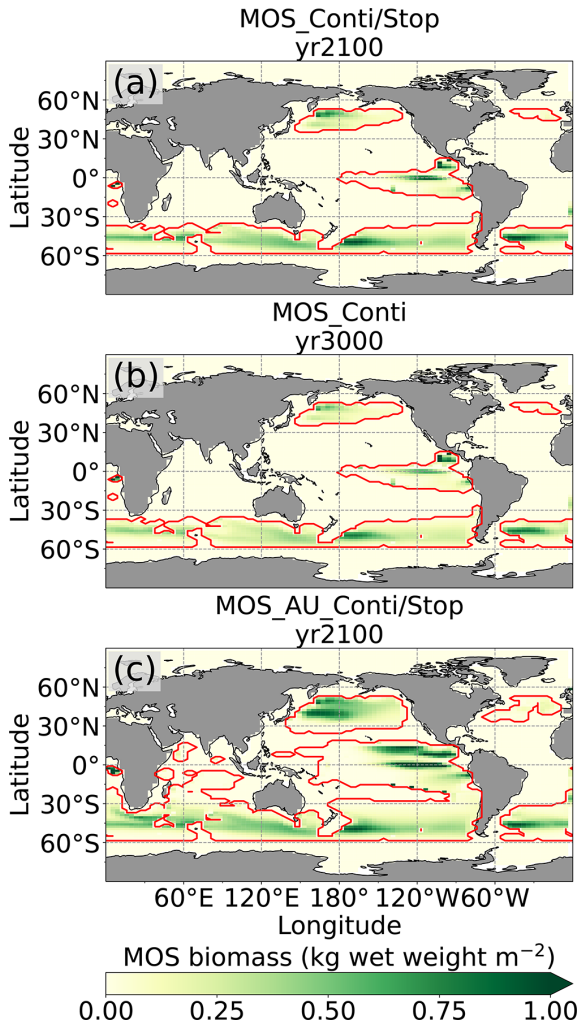 MOS_Conti/Stop
yr2100
(a)
60°N
30°N
0°
30°S
60°S
Latitude
MOS_Conti
yr3000
(b)
60°N
30°N
0°
30°S
60°S
Latitude
MOS_AU_Conti/Stop
yr2100
(c)
60°N
30°N
0°
30°S
60°S
Latitude
60°E 120°E 180° 120°W 60°W
Longitude
MOS biomass (kg wet weight m⁻²)
0.00 0.25 0.50 0.75 1.00